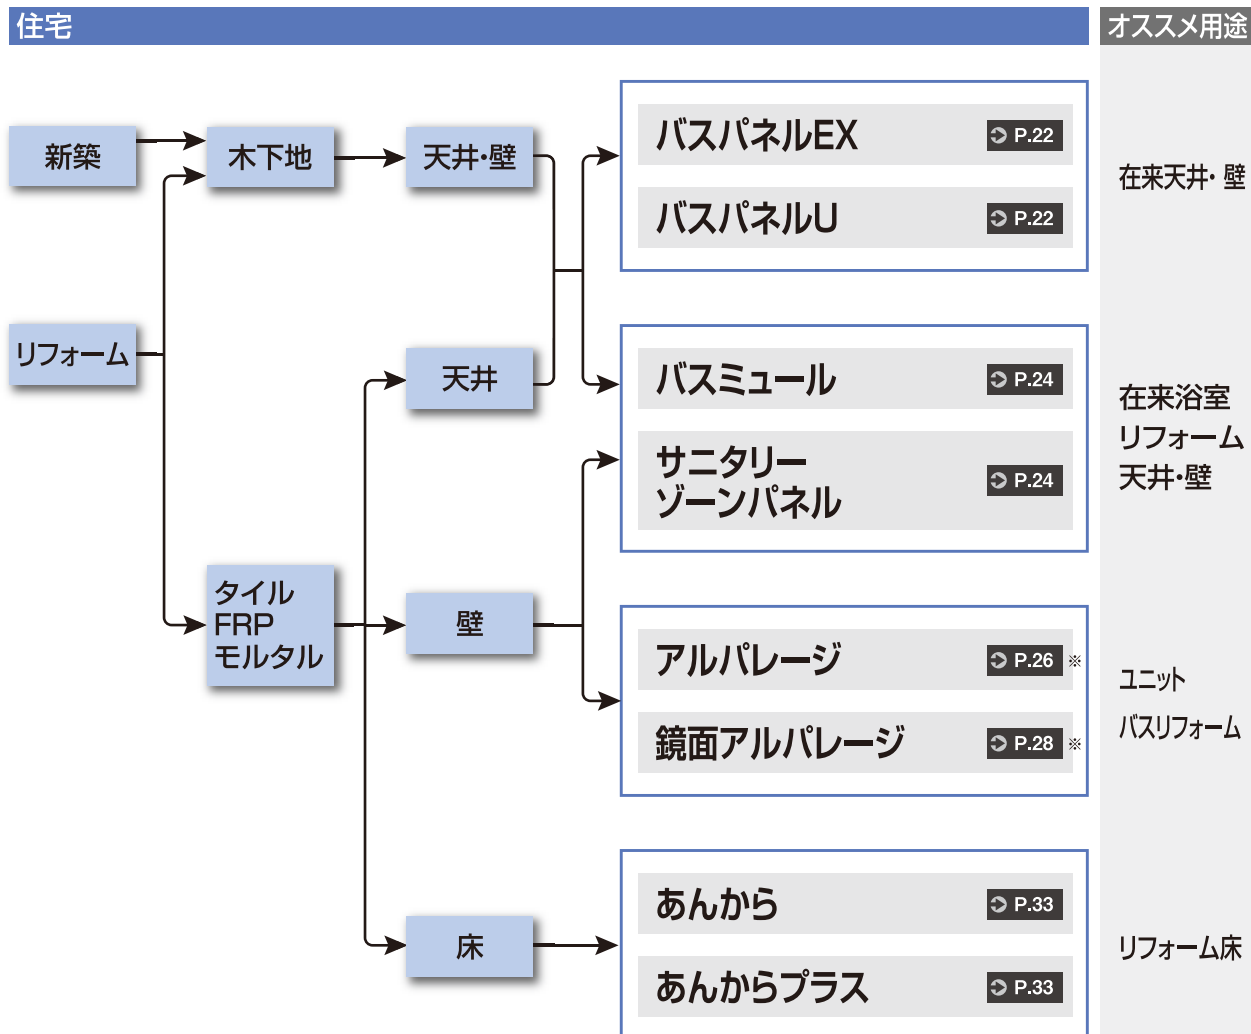 住宅
オススメ用途
新築
木下地
天井・壁
バスパネルEX
P.22
バスパネルU
P.22
在来天井・壁
リフォーム
天井
バスミュール
P.24
サニタリー
ゾーンパネル
P.24
在来浴室
リフォーム
天井・壁
タイル
FRP
モルタル
壁
アルパレージ
P.26 ※
鏡面アルパレージ
P.28 ※
ユニット
バスリフォーム
床
あんから
P.33
あんからプラス
P.33
リフォーム床